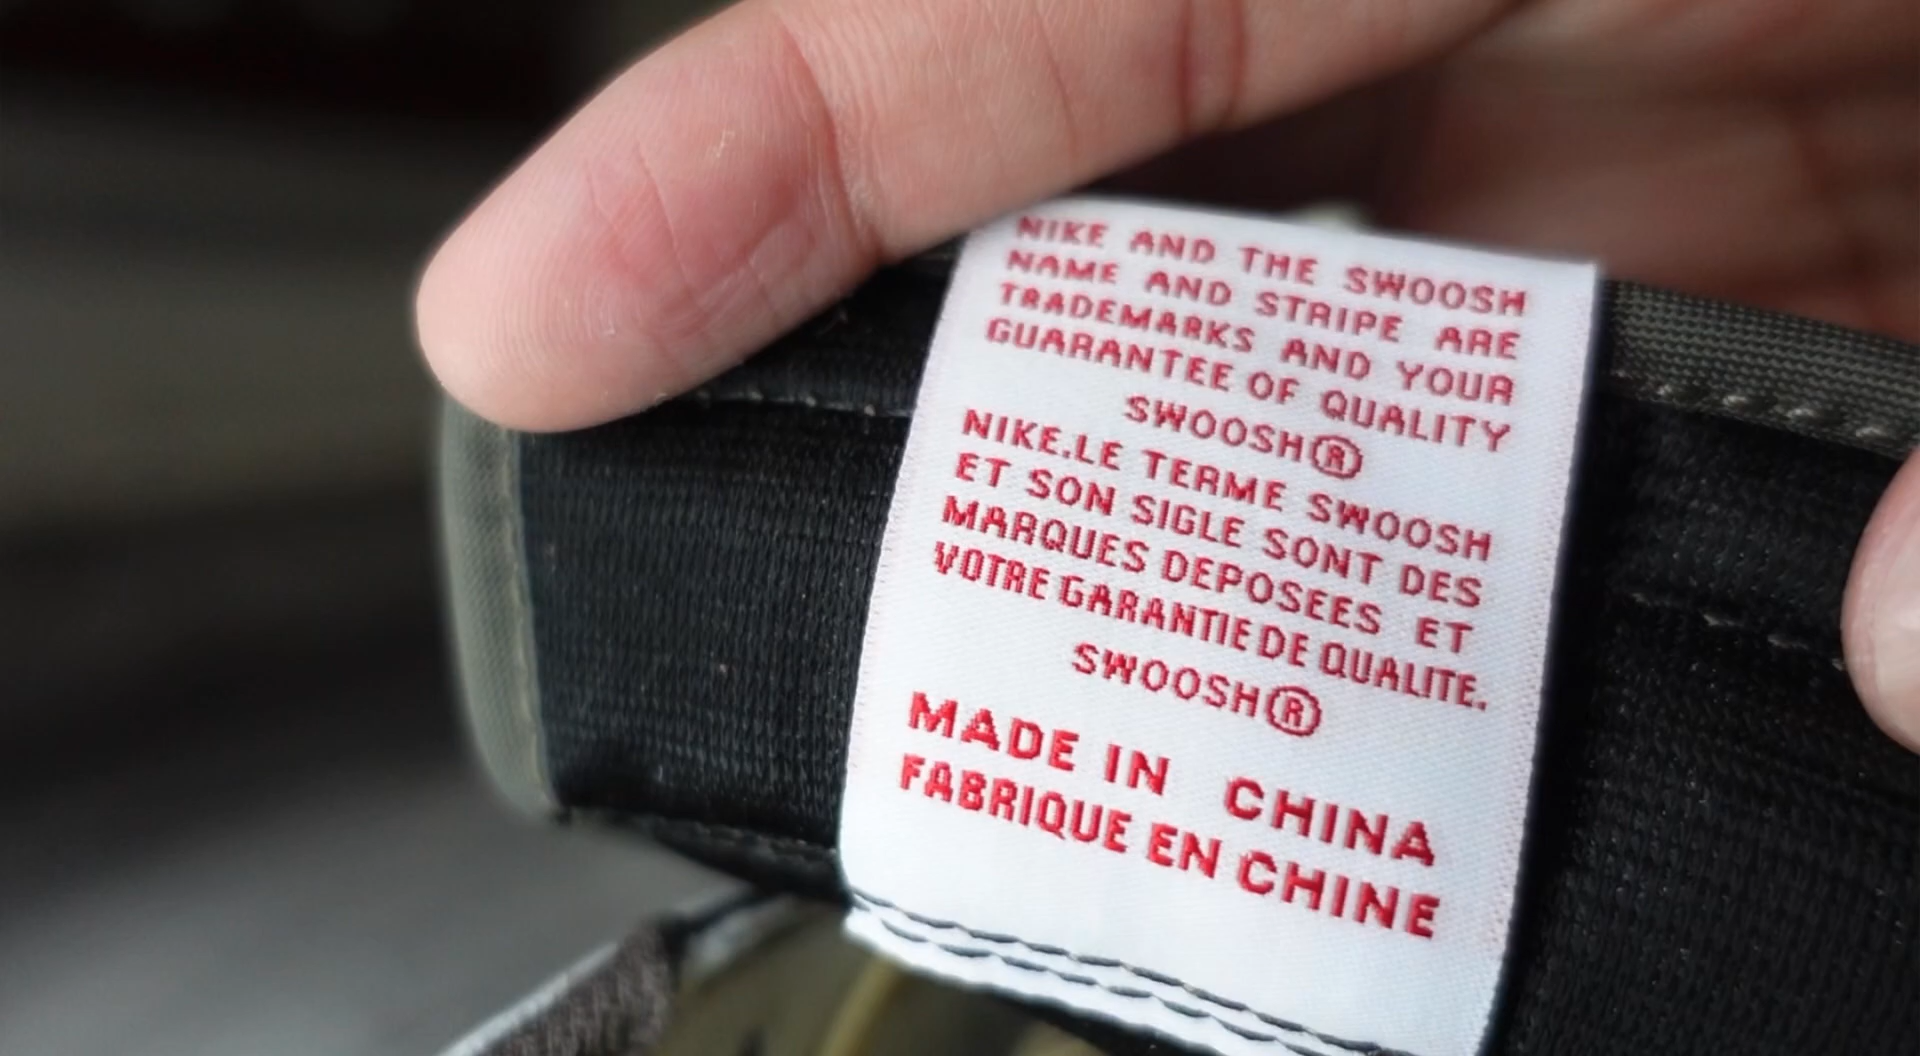 NIKE AND THE SWOOSH
NAME AND STRIPE ARE
TRADEMARKS AND YOUR
GUARANTEE OF QUALITY
SWOOSH®
NIKE.LE TERME SWOOSH
ET SON SIGLE SONT DES
MARQUES DEPOSEES ET
VOTRE GARANTIE DE QUALITE.
SWOOSH®
MADE IN CHINA
FABRIQUE EN CHINE